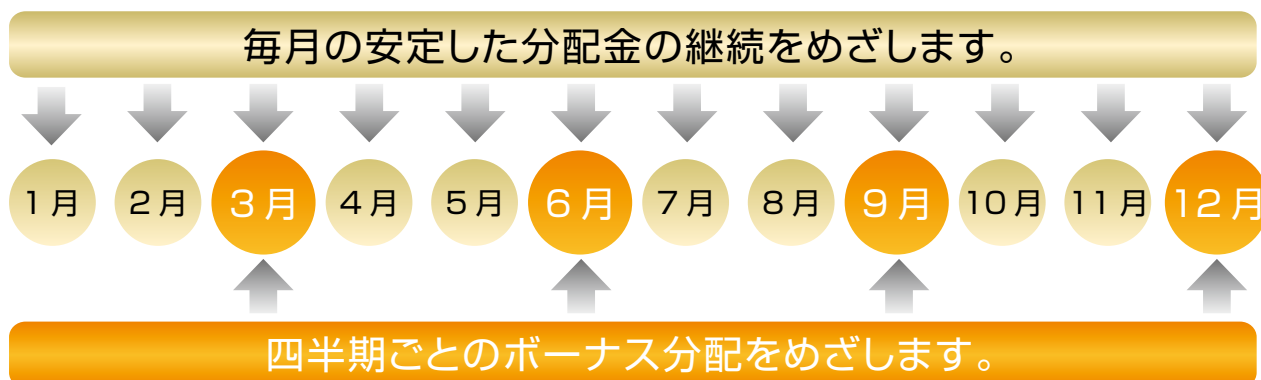 毎月の安定した分配金の継続をめざします。
1月 2月 3月 4月 5月 6月 7月 8月 9月 10月 11月 12月
四半期ごとのボーナス分配をめざします。